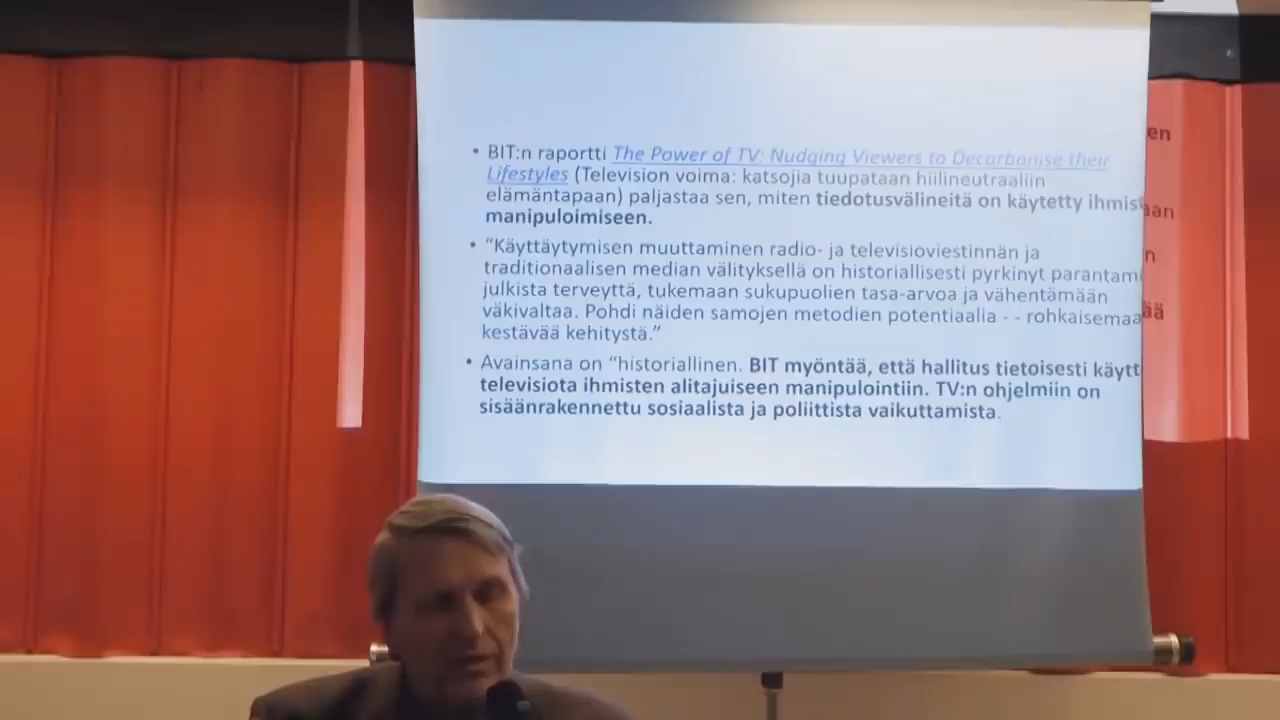 • BIT:n raportti The Power of TV: Nudging Viewers to Decarbonise their
Lifestyles (Television voima: katsojia tuupataan hiilineutraaliin
elämäntapaan) paljastaa sen, miten tiedotusvälineitä on käytetty ihmis
manipuloimiseen.
• “Käyttäytymisen muuttaminen radio- ja televisioviestinnän ja
traditionaalisen median välityksellä on historiallisesti pyrkinyt parantam
julkista terveyttä, tukemaan sukupuolien tasa-arvoa ja vähentämään
väkivaltaa. Pohdi näiden samojen metodien potentiaalia - - rohkaisemaa
kestävää kehitystä.”
• Avainsana on “historiallinen. BIT myöntää, että hallitus tietoisesti käytt
televisiota ihmisten alitajuiseen manipulointiin. TV:n ohjelmiin on
sisäänrakennettu sosiaalista ja poliittista vaikuttamista.
en
aan
n
ää